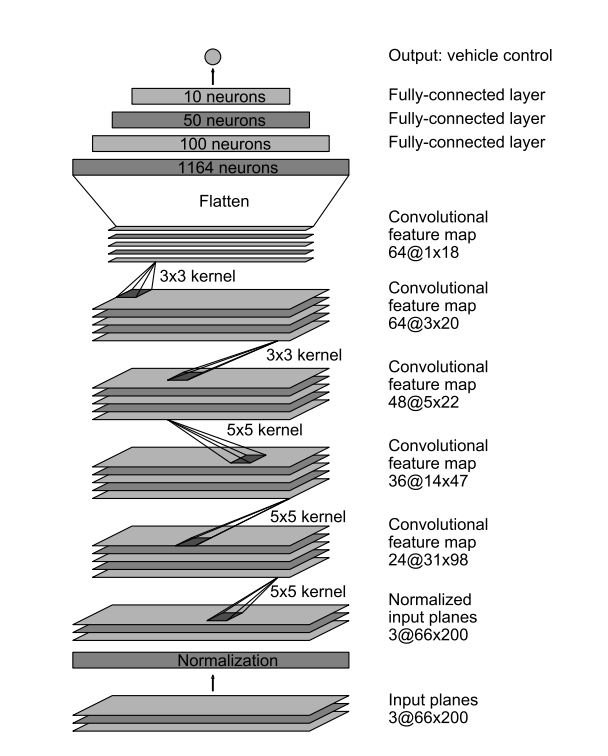 Output: vehicle control
10 neurons
Fully-connected layer
50 neurons
Fully-connected layer
100 neurons
Fully-connected layer
1164 neurons
Flatten
Convolutional
feature map
64@1x18
3x3 kernel
Convolutional
feature map
64@3x20
3x3 kernel
Convolutional
feature map
48@5x22
5x5 kernel
Convolutional
feature map
36@14x47
5x5 kernel
Convolutional
feature map
24@31x98
5x5 kernel
Normalized
input planes
3@66x200
Normalization
Input planes
3@66x200